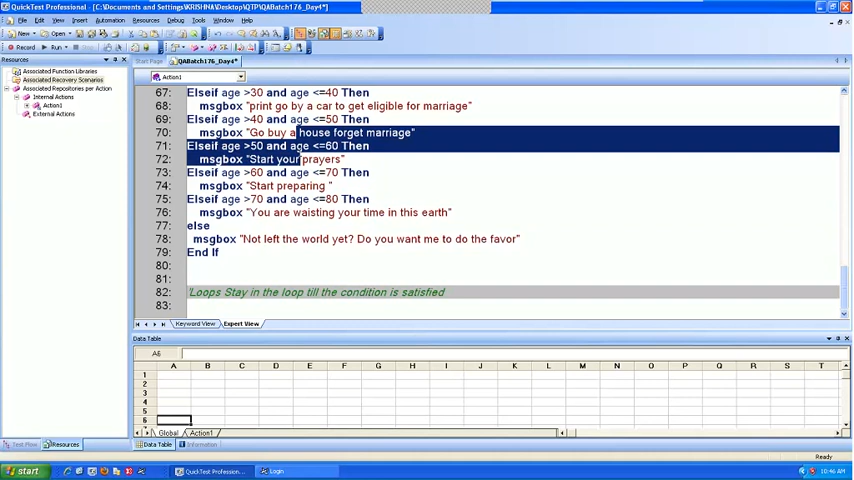 QuickTest Professional - [C:\Documents and Settings\KRISHNA\Desktop\QTP\QABatch176_Day4*]
File Edit View Insert Automation Resources Debug Tools Window Help
New Open
Record Run
Resources
Associated Function Libraries
Associated Recovery Scenarios
Associated Repositories per Action
Internal Actions
Action1
External Actions
Start Page QABatch176_Day4*
Action1
67: Elseif age >30 and age <=40 Then
68: msgbox "print go by a car to get eligible for marriage"
69: Elseif age >40 and age <=50 Then
70: msgbox "Go buy a house forget marriage"
71: Elseif age >50 and age <=60 Then
72: msgbox "Start your prayers"
73: Elseif age >60 and age <=70 Then
74: msgbox "Start preparing "
75: Elseif age >70 and age <=80 Then
76: msgbox "You are waisting your time in this earth"
77: else
78: msgbox "Not left the world yet? Do you want me to do the favor"
79: End If
80:
81:
82: 'Loops Stay in the loop till the condition is satisfied
83:
Keyword View Expert View
Data Table
A6
A B C D E F G H I J K L M N O P Q R S T
1
2
3
4
5
6
Global Action1
Test Flow Resources
Data Table Information
Ready
start
QuickTest Profession...
Login
10:46 AM